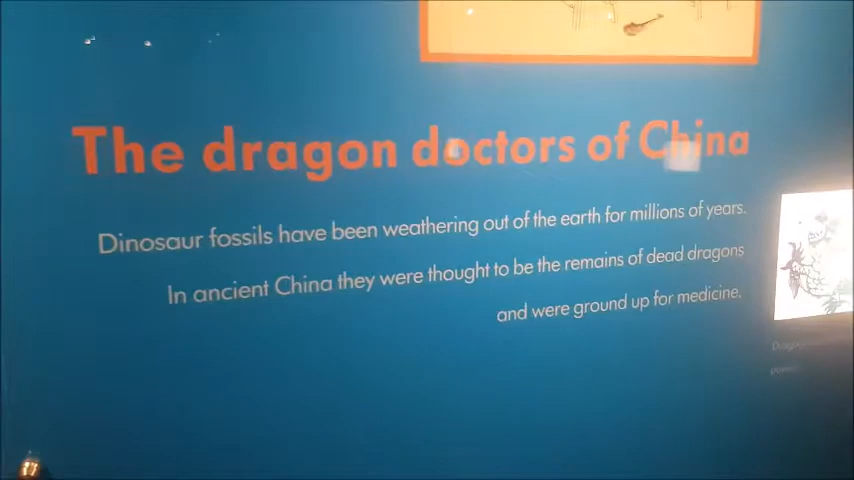 The dragon doctors of China
Dinosaur fossils have been weathering out of the earth for millions of years.
In ancient China they were thought to be the remains of dead dragons
and were ground up for medicine.